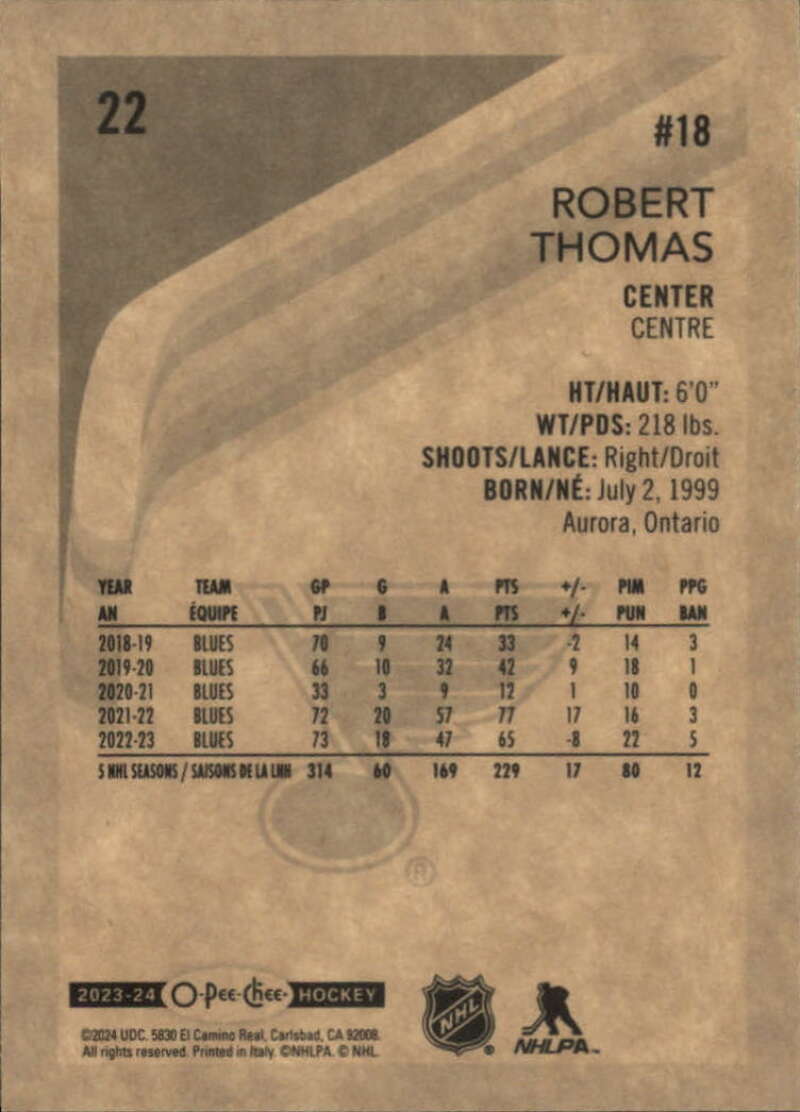 22
#18
ROBERT
THOMAS
CENTER
CENTRE
HT/HAUT: 6'0"
WT/PDS: 218 lbs.
SHOOTS/LANCE: Right/Droit
BORN/NÉ: July 2, 1999
Aurora, Ontario
YEAR TEAM GP G A PTS +/- PIM PPG
AN ÉQUIPE PJ B A PTS +/- PUN BAN
2018-19 BLUES 70 9 24 33 -2 14 3
2019-20 BLUES 66 10 32 42 9 18 1
2020-21 BLUES 33 3 9 12 1 10 0
2021-22 BLUES 72 20 57 77 17 16 3
2022-23 BLUES 73 18 47 65 -8 22 5
5 NHL SEASONS / SAISONS DE LA LNH 314 60 169 229 17 80 12
®
2023-24 O-Pee-Chee HOCKEY
©2024 UDC. 5830 El Camino Real, Carlsbad, CA 92008.
All rights reserved. Printed in Italy. ©NHLPA. © NHL.
NHL ®
NHLPA™